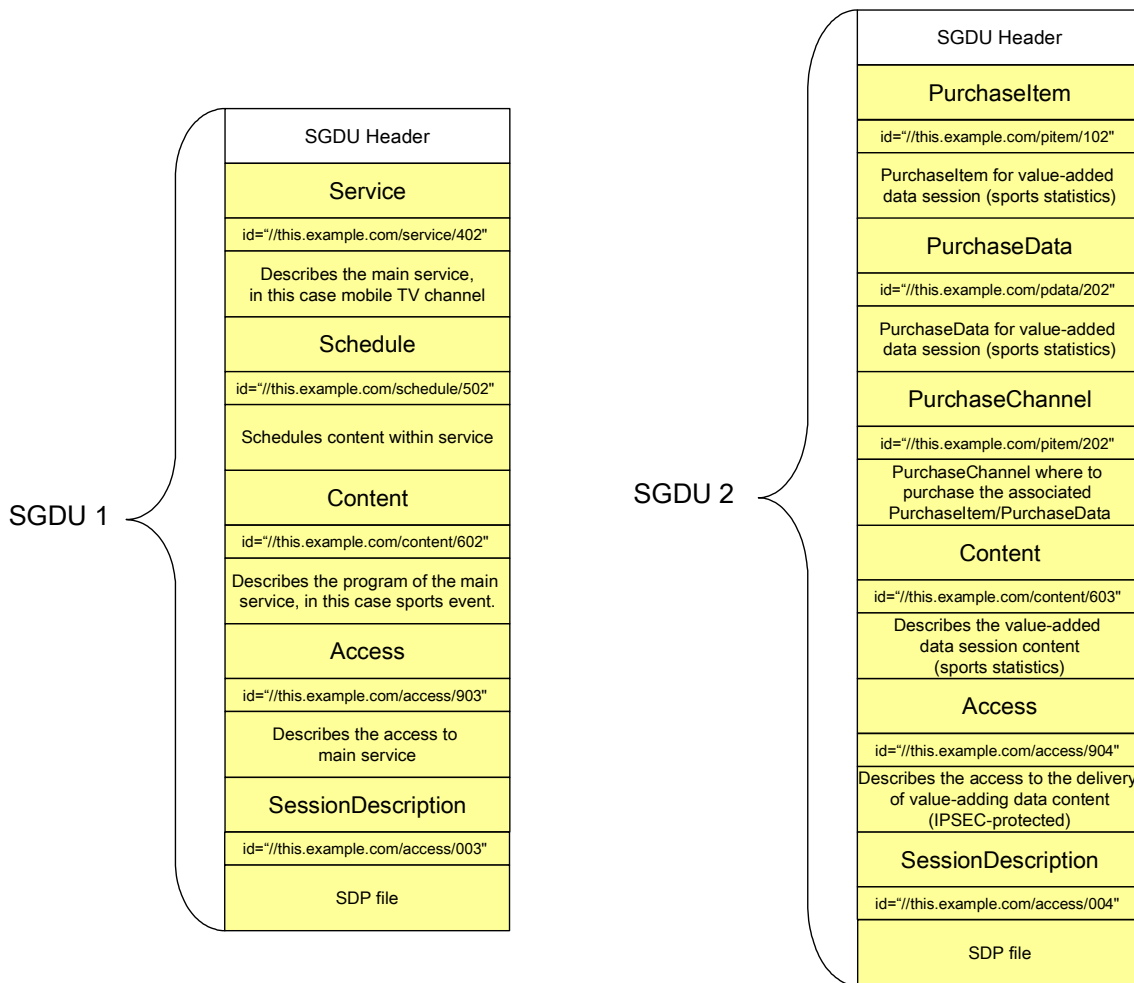 SGDU 1
SGDU Header
Service
id=“//this.example.com/service/402"
Describes the main service,
in this case mobile TV channel
Schedule
id=“//this.example.com/schedule/502"
Schedules content within service
Content
id=“//this.example.com/content/602"
Describes the program of the main
service, in this case sports event.
Access
id=“//this.example.com/access/903"
Describes the access to
main service
SessionDescription
id=“//this.example.com/access/003"
SDP file
SGDU 2
SGDU Header
PurchaseItem
id=“//this.example.com/pitem/102"
PurchaseItem for value-added
data session (sports statistics)
PurchaseData
id=“//this.example.com/pdata/202"
PurchaseData for value-added
data session (sports statistics)
PurchaseChannel
id=“//this.example.com/pitem/202"
PurchaseChannel where to
purchase the associated
PurchaseItem/PurchaseData
Content
id=“//this.example.com/content/603"
Describes the value-added
data session content
(sports statistics)
Access
id=“//this.example.com/access/904"
Describes the access to the delivery
of value-adding data content
(IPSEC-protected)
SessionDescription
id=“//this.example.com/access/004"
SDP file